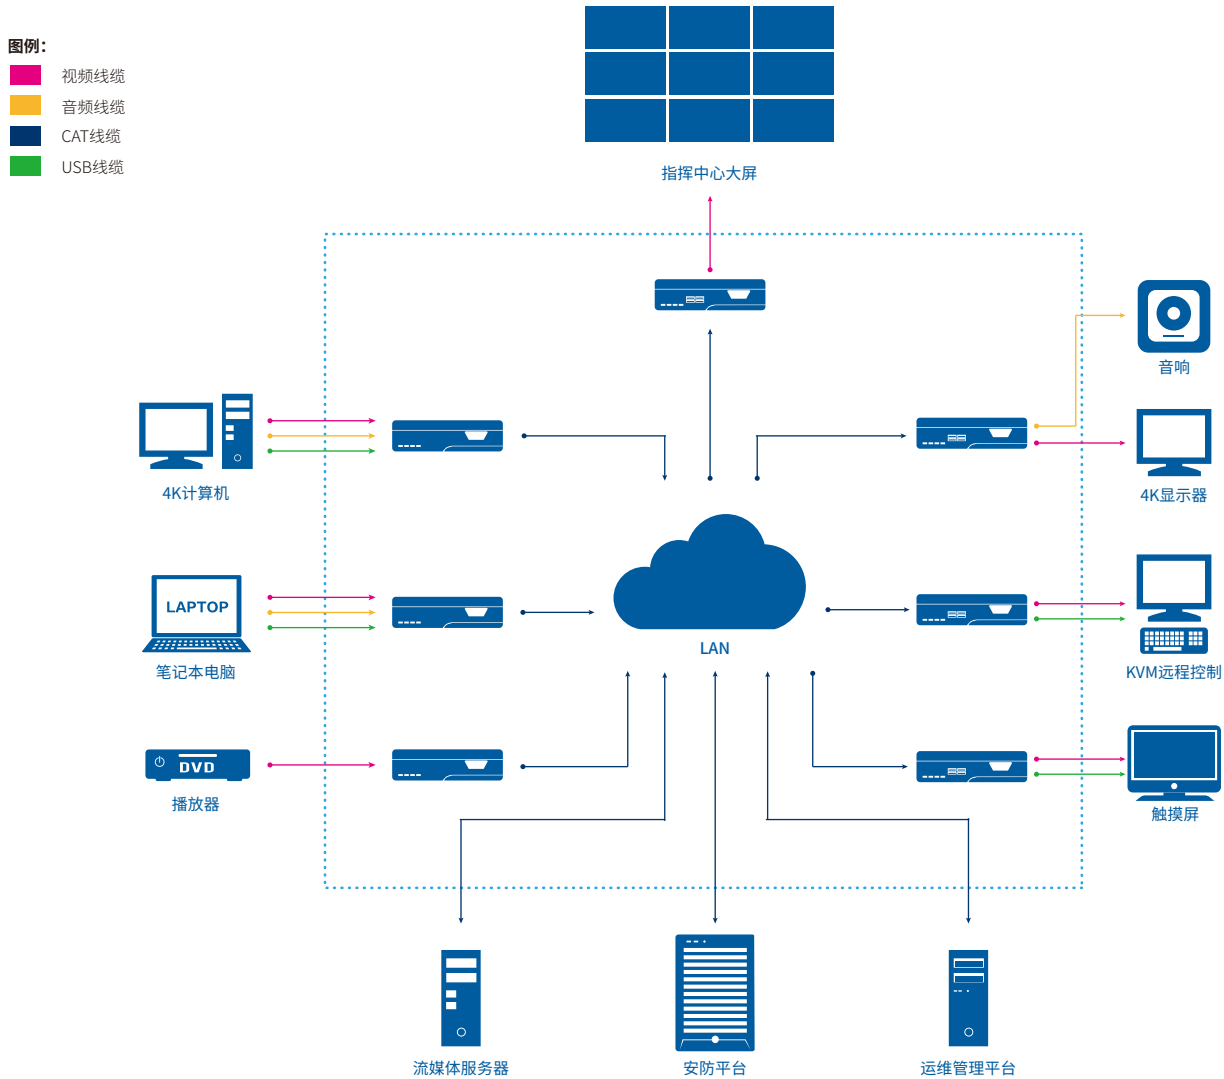 图例：
视频线缆
音频线缆
CAT线缆
USB线缆
指挥中心大屏
音响
4K计算机
4K显示器
LAPTOP
笔记本电脑
LAN
KVM远程控制
DVD
播放器
触摸屏
流媒体服务器
安防平台
运维管理平台